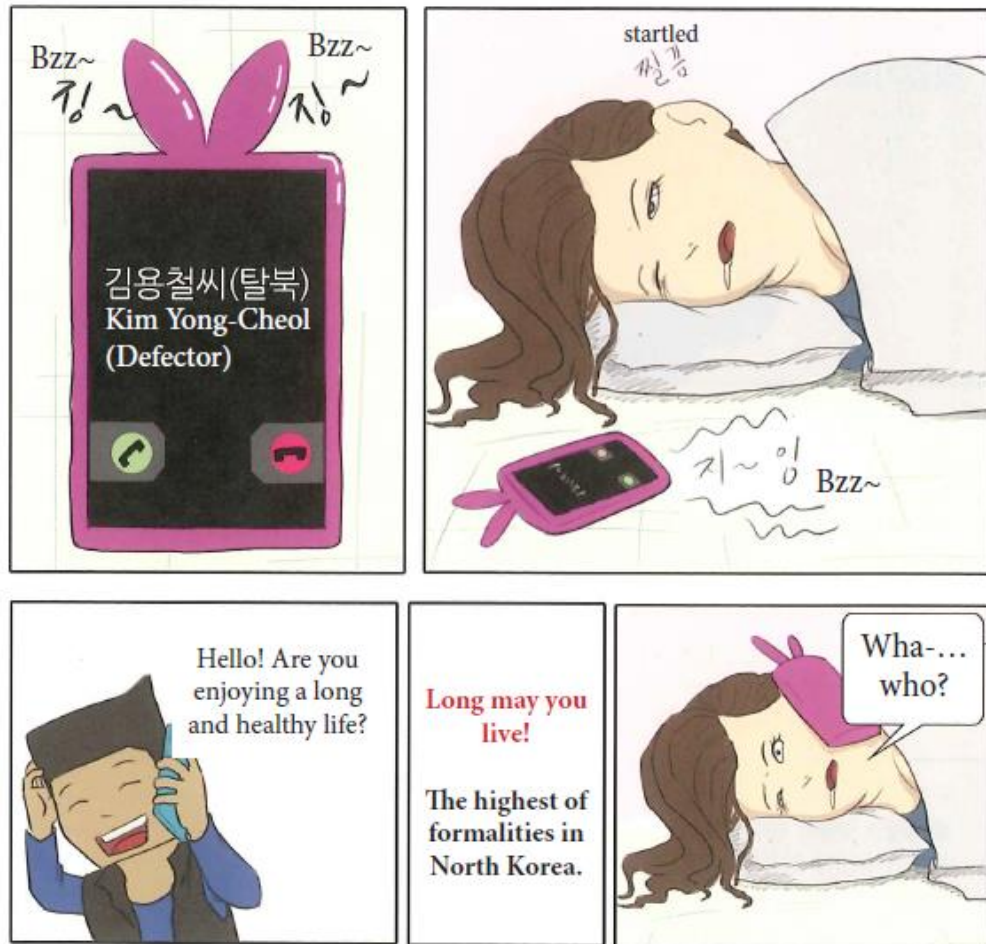 Bzz~
징~
Bzz~
징~
김용철씨(탈북)
Kim Yong-Cheol
(Defector)
startled
찔끔
지~잉
Bzz~
Hello! Are you
enjoying a long
and healthy life?
Long may you
live!
The highest of
formalities in
North Korea.
Wha-...
who?